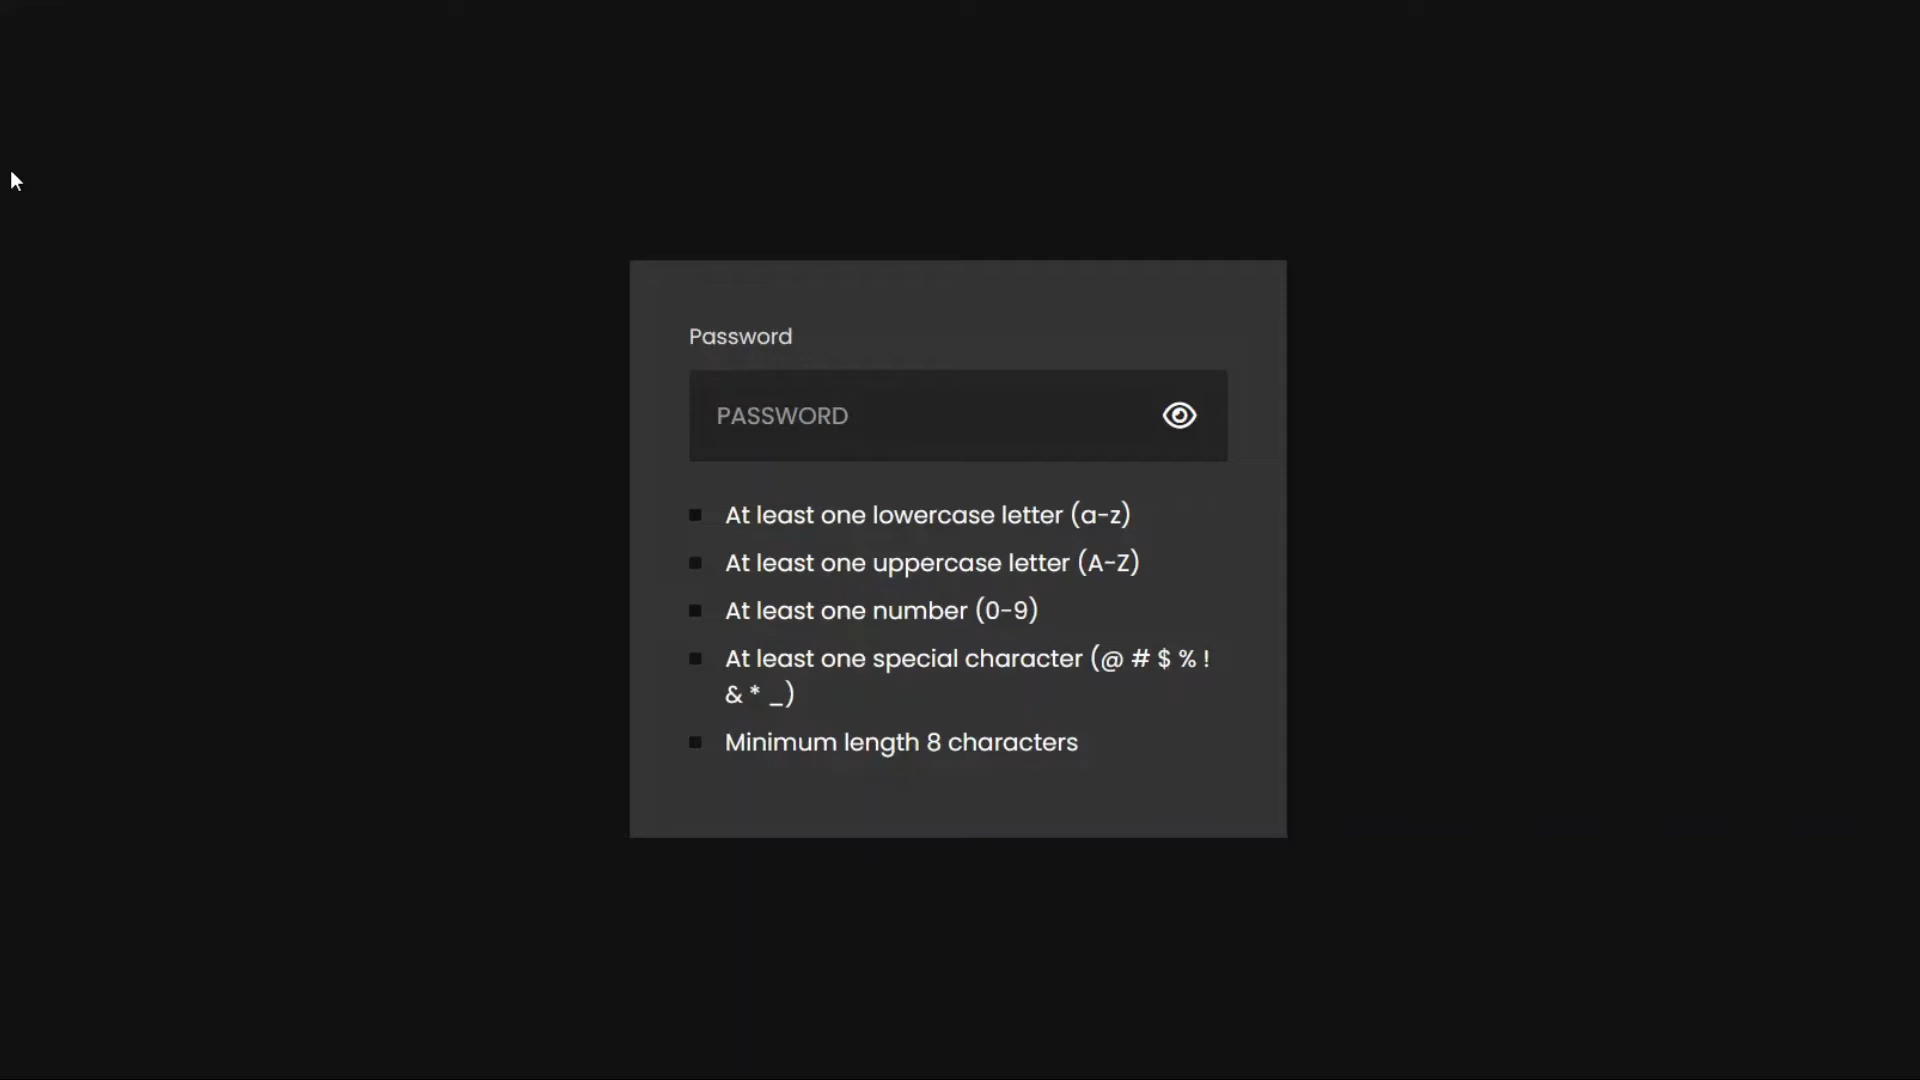 Password
PASSWORD
At least one lowercase letter (a-z)
At least one uppercase letter (A-Z)
At least one number (0-9)
At least one special character (@ # $ % !
& * _)
Minimum length 8 characters